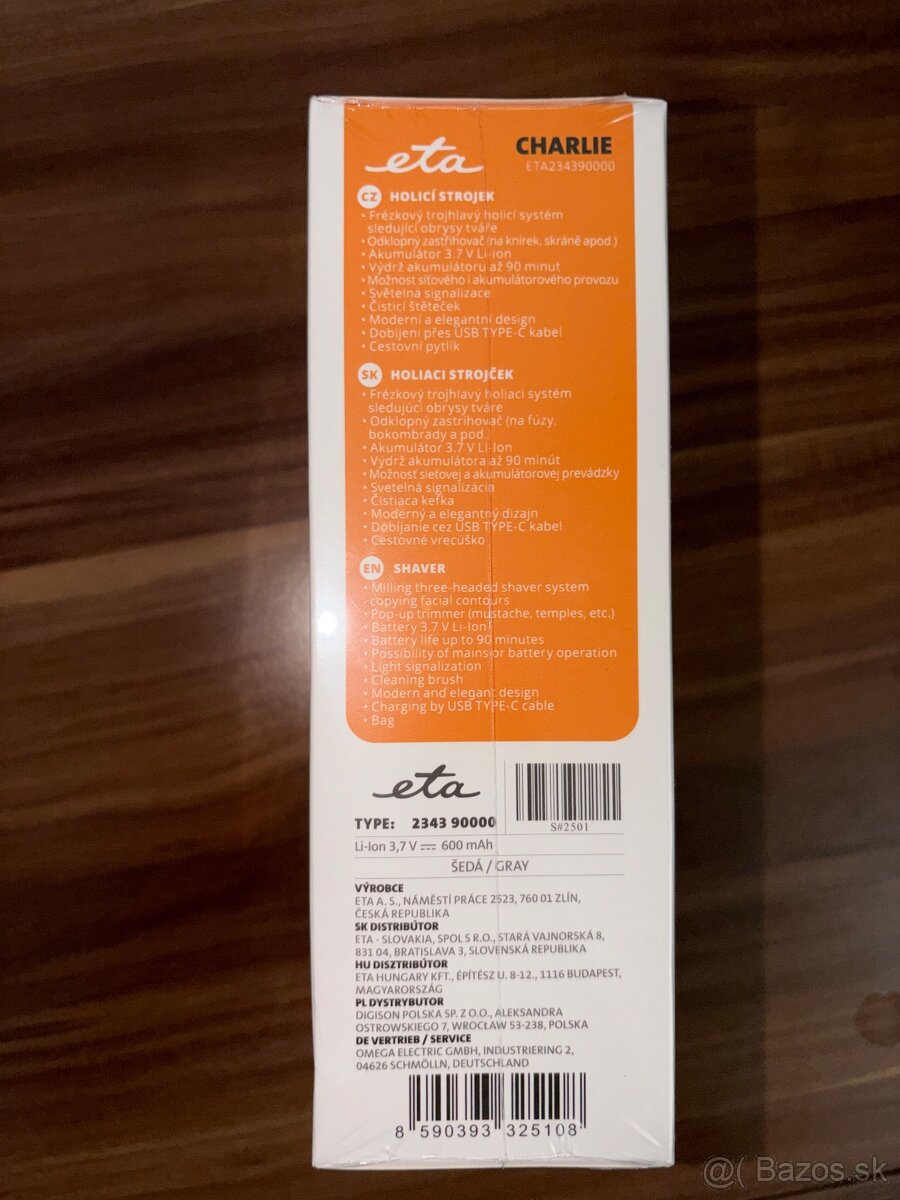 eta CHARLIE
ETA234390000
CZ HOLICÍ STROJEK
• Frézkový trojhlavý holicí systém
sledující obrysy tváře
• Odklopný zastřihovač (na knírek, skráně apod.)
• Akumulátor 3.7 V Li-Ion
• Výdrž akumulátoru až 90 minut
• Možnost síťového i akumulátorového provozu
• Světelná signalizace
• Čisticí štěteček
• Moderní a elegantní design
• Dobíjení přes USB TYPE-C kabel
• Cestovní pytlík
SK HOLIACI STROJČEK
• Frézkový trojhlavý holiaci systém
sledujúci obrysy tváre
• Odklopný zastrihovač (na fúzy,
bokombrady a pod.)
• Akumulátor 3.7 V Li-Ion
• Výdrž akumulátora až 90 minút
• Možnosť sieťovej a akumulátorovej prevádzky
• Svetelná signalizácia
• Čistiaca kefka
• Moderný a elegantný dizajn
• Dobíjanie cez USB TYPE-C kabel
• Cestovné vrecúško
EN SHAVER
• Milling three-headed shaver system
copying facial contours
• Pop-up trimmer (mustache, temples, etc.)
• Battery 3.7 V Li-Ion
• Battery life up to 90 minutes
• Possibility of mains or battery operation
• Light signalization
• Cleaning brush
• Modern and elegant design
• Charging by USB TYPE-C cable
• Bag
eta
TYPE: 2343 90000
S#2501
Li-Ion 3,7 V ⎓ 600 mAh
ŠEDÁ / GRAY
VÝROBCE
ETA A. S., NÁMĚSTÍ PRÁCE 2523, 760 01 ZLÍN,
ČESKÁ REPUBLIKA
SK DISTRIBÚTOR
ETA - SLOVAKIA, SPOL S R.O., STARÁ VAJNORSKÁ 8,
831 04, BRATISLAVA 3, SLOVENSKÁ REPUBLIKA
HU DISZTRIBÚTOR
ETA HUNGARY KFT., ÉPÍTÉSZ U. 8-12., 1116 BUDAPEST,
MAGYARORSZÁG
PL DYSTRYBUTOR
DIGISON POLSKA SP. Z O.O., ALEKSANDRA
OSTROWSKIEGO 7, WROCŁAW 53-238, POLSKA
DE VERTRIEB / SERVICE
OMEGA ELECTRIC GMBH, INDUSTRIERING 2,
04626 SCHMÖLLN, DEUTSCHLAND
8 590393 325108
@( Bazos.sk